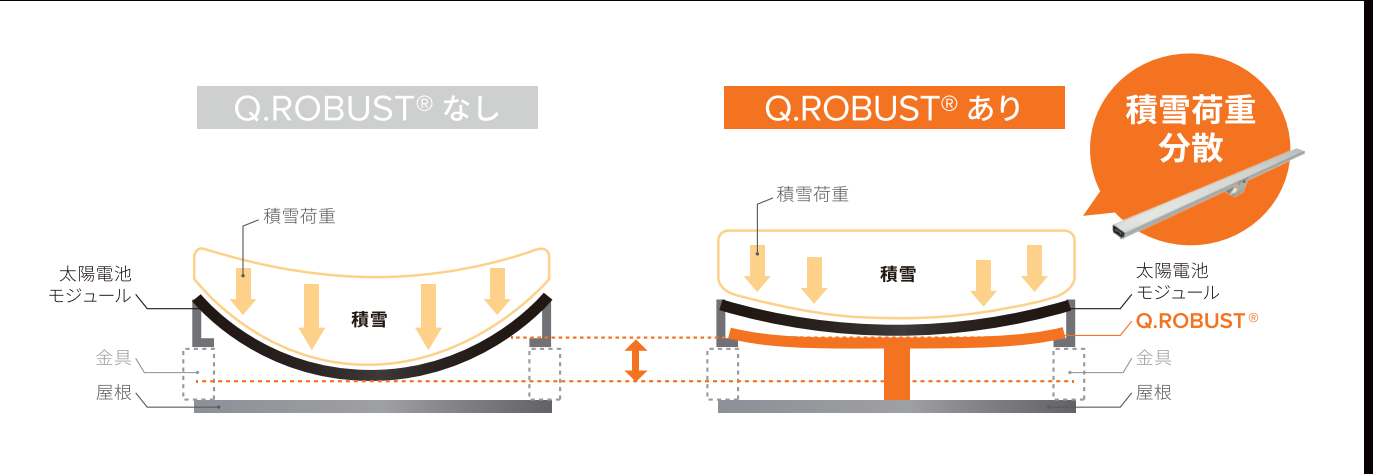 Q.ROBUST® なし
積雪荷重
太陽電池
モジュール
積雪
金具
屋根
Q.ROBUST® あり
積雪荷重
分散
積雪荷重
積雪
太陽電池
モジュール
Q.ROBUST®
金具
屋根